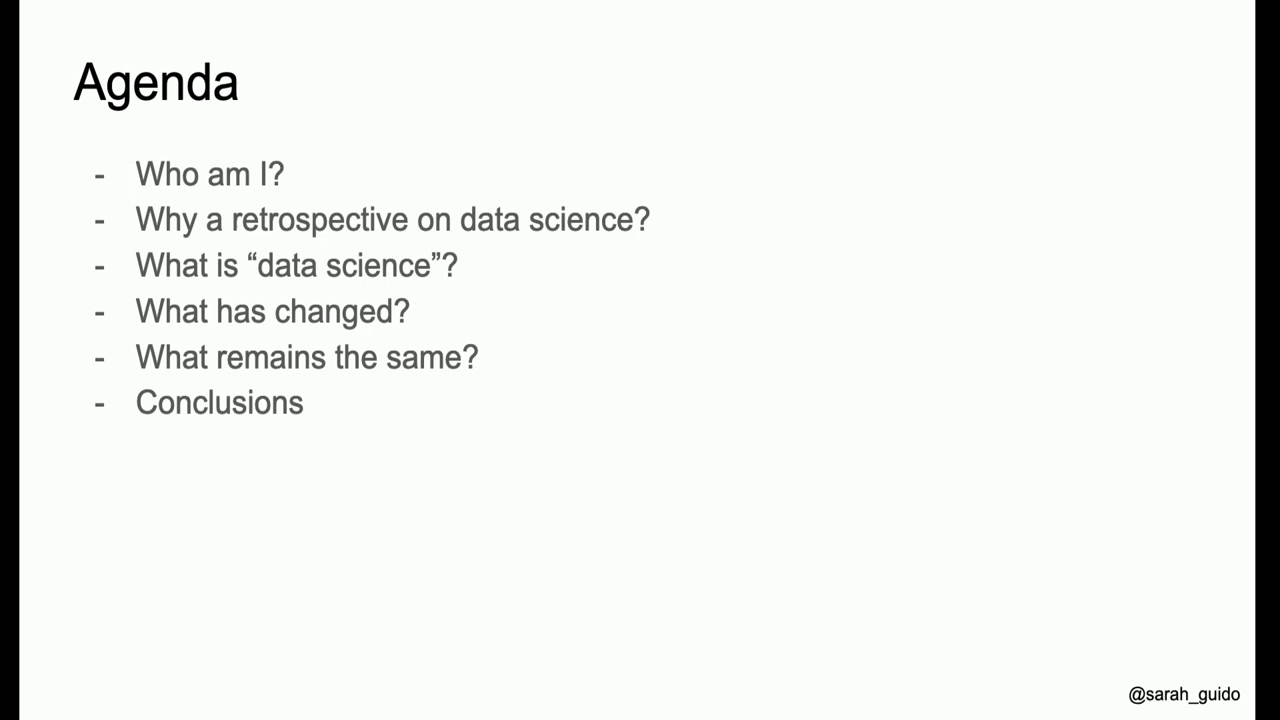 Agenda
- Who am I?
- Why a retrospective on data science?
- What is “data science”?
- What has changed?
- What remains the same?
- Conclusions
@sarah_guido